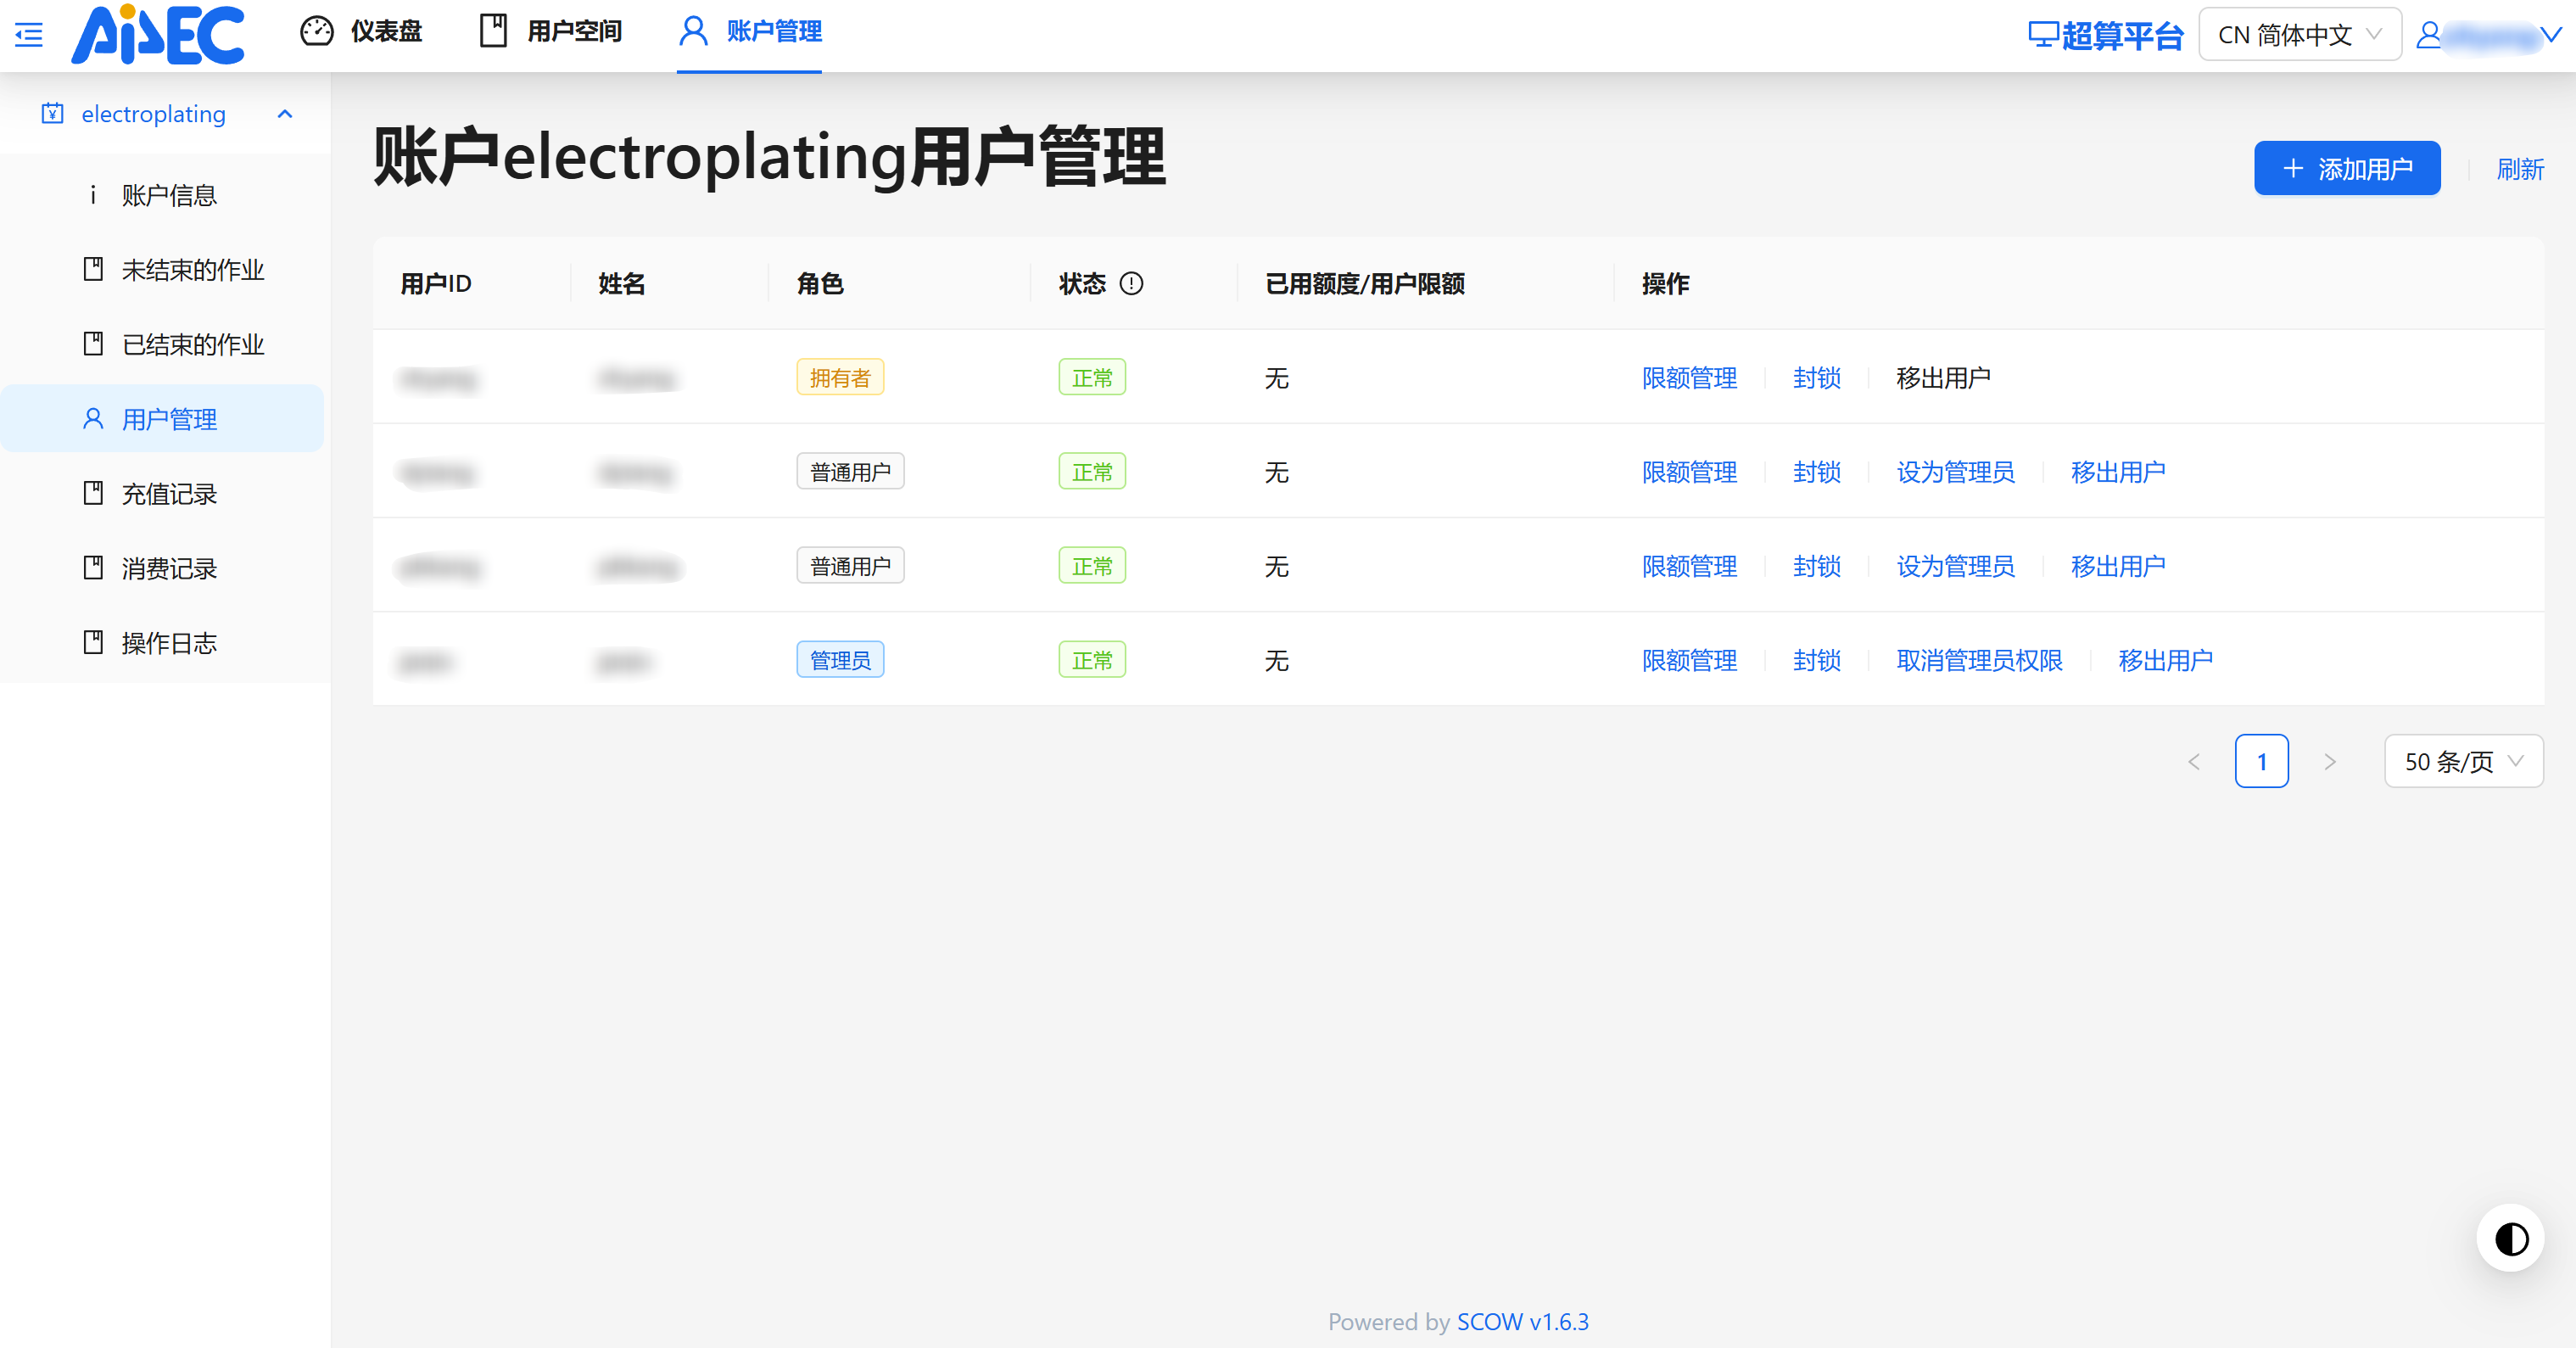 AiDEC 仪表盘 用户空间 账户管理 超算平台 CN 简体中文
electroplating
账户信息
未结束的作业
已结束的作业
用户管理
充值记录
消费记录
操作日志
账户electroplating用户管理
添加用户 刷新
用户ID 姓名 角色 状态 已用额度/用户限额 操作
拥有者 正常 无 限额管理 封锁 移出用户
普通用户 正常 无 限额管理 封锁 设为管理员 移出用户
普通用户 正常 无 限额管理 封锁 设为管理员 移出用户
管理员 正常 无 限额管理 封锁 取消管理员权限 移出用户
< 1 > 50 条/页
Powered by SCOW v1.6.3